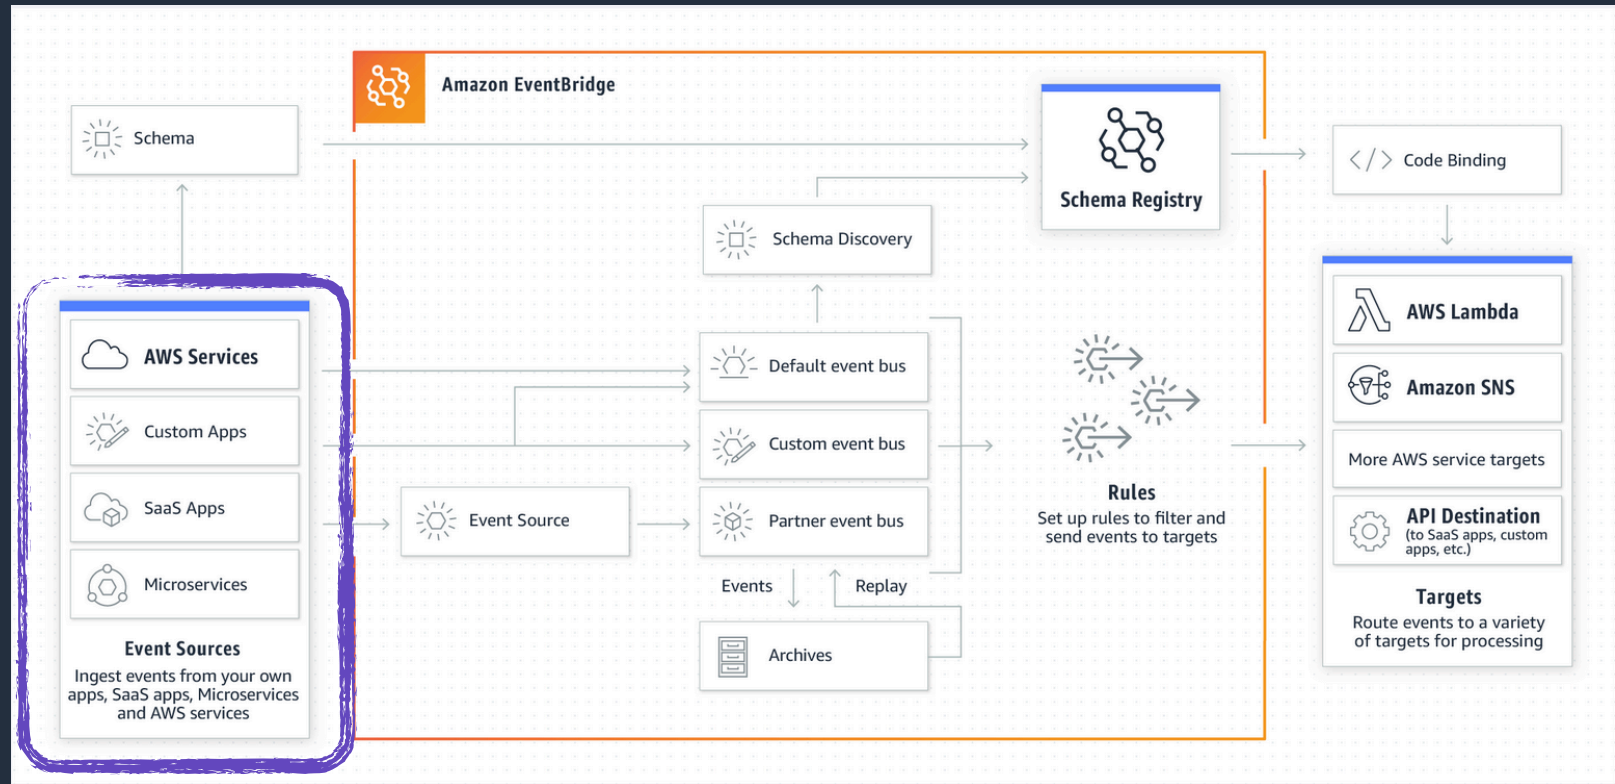 Amazon EventBridge
Schema
Schema Registry
Code Binding
Schema Discovery
AWS Services
Custom Apps
SaaS Apps
Microservices
Event Sources
Ingest events from your own
apps, SaaS apps, Microservices
and AWS services
Event Source
Default event bus
Custom event bus
Partner event bus
Events
Replay
Archives
Rules
Set up rules to filter and
send events to targets
AWS Lambda
Amazon SNS
More AWS service targets
API Destination
(to SaaS apps, custom
apps, etc.)
Targets
Route events to a variety
of targets for processing